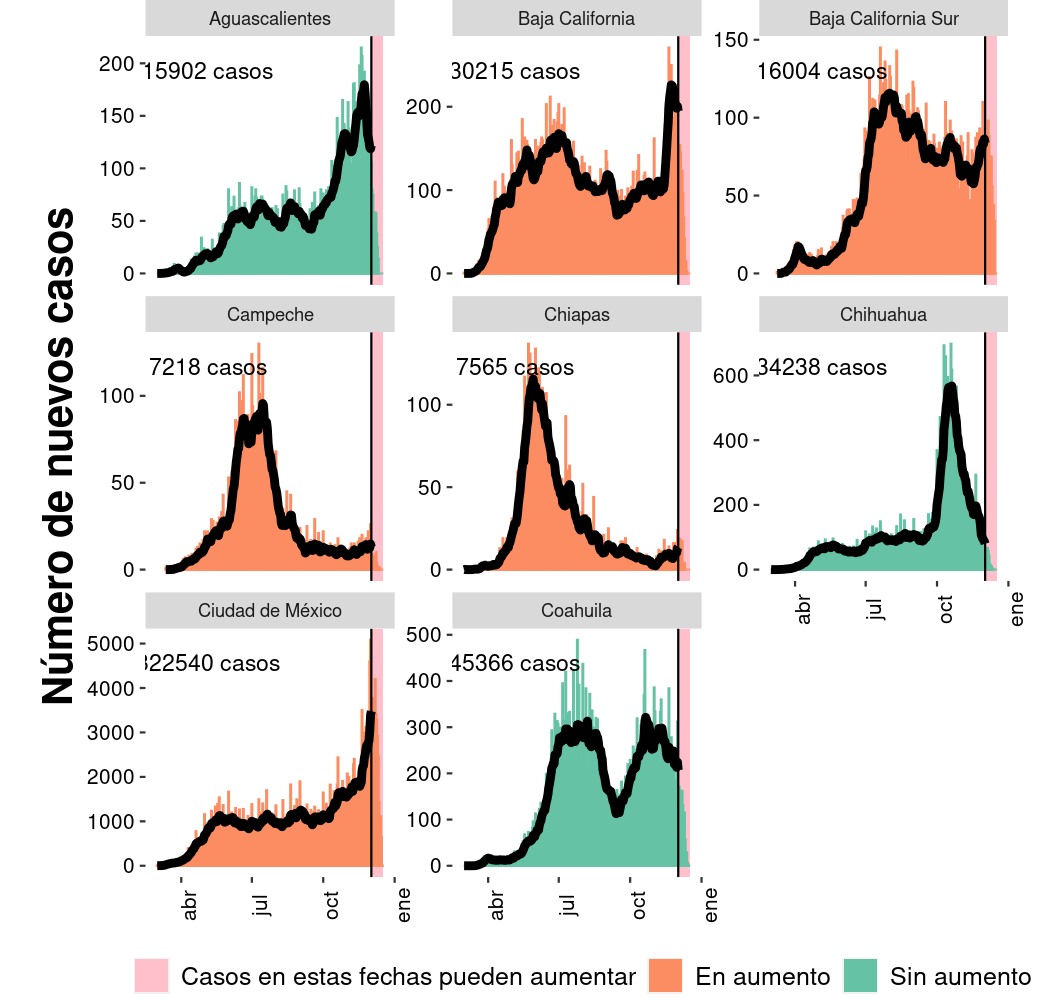 Número de nuevos casos
Aguascalientes
Baja California
Baja California Sur
15902 casos
30215 casos
16004 casos
200
150
100
50
0
200
100
0
150
100
50
0
Campeche
Chiapas
Chihuahua
7218 casos
7565 casos
34238 casos
100
50
0
100
50
0
600
400
200
0
abr
jul
oct
ene
Ciudad de México
Coahuila
322540 casos
45366 casos
5000
4000
3000
2000
1000
0
500
400
300
200
100
0
abr
jul
oct
ene
abr
jul
oct
ene
Casos en estas fechas pueden aumentar
En aumento
Sin aumento